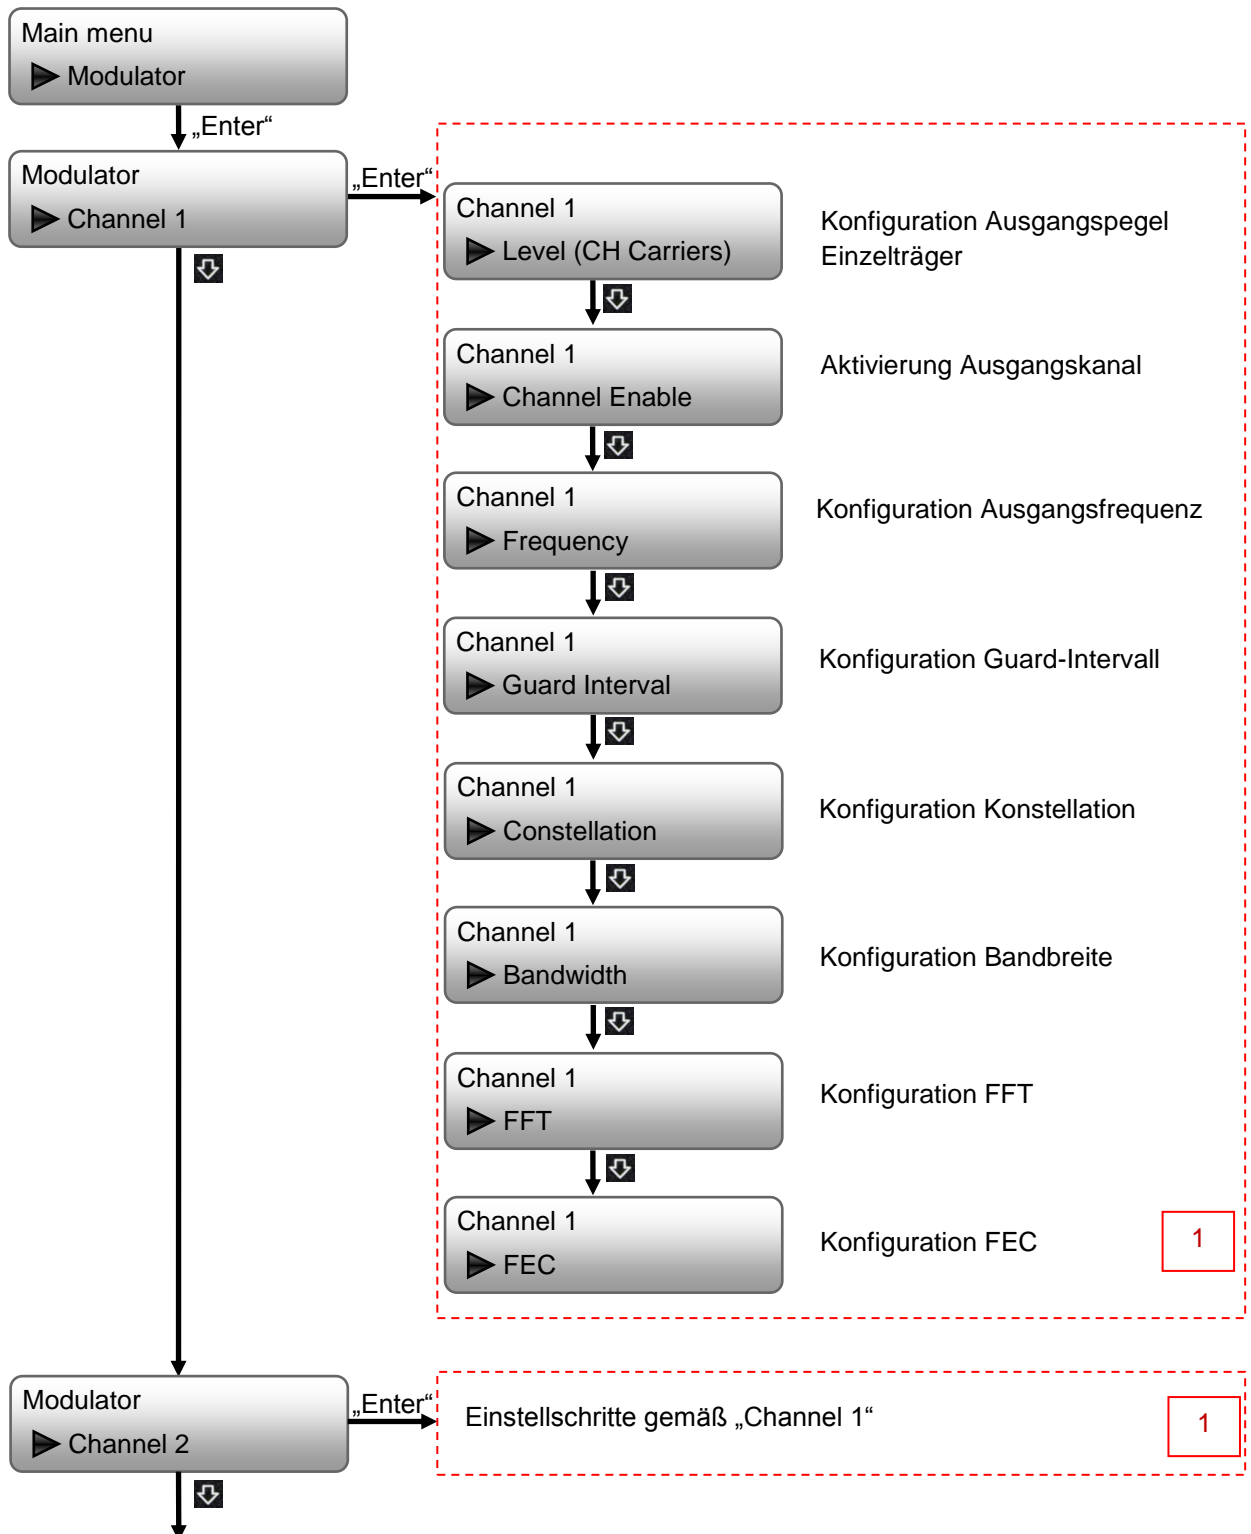 Main menu
Modulator
„Enter“
Modulator
Channel 1
„Enter“
Channel 1
Level (CH Carriers)
Konfiguration Ausgangspegel
Einzelträger
Channel 1
Channel Enable
Aktivierung Ausgangskanal
Channel 1
Frequency
Konfiguration Ausgangsfrequenz
Channel 1
Guard Interval
Konfiguration Guard-Intervall
Channel 1
Constellation
Konfiguration Konstellation
Channel 1
Bandwidth
Konfiguration Bandbreite
Channel 1
FFT
Konfiguration FFT
Channel 1
FEC
Konfiguration FEC
1
Modulator
Channel 2
„Enter“
Einstellschritte gemäß „Channel 1“
1